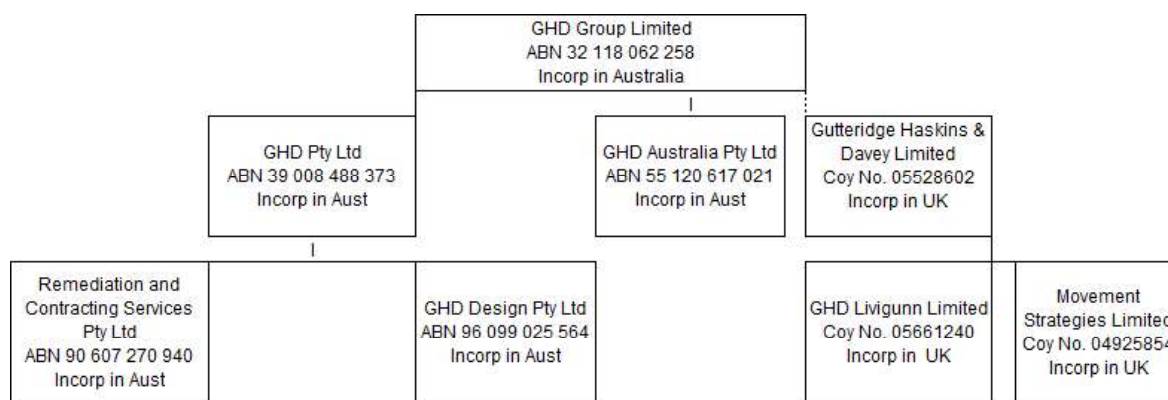 GHD Group Limited
ABN 32 118 062 258
Incorp in Australia
GHD Pty Ltd
ABN 39 008 488 373
Incorp in Aust
GHD Australia Pty Ltd
ABN 55 120 617 021
Incorp in Aust
Gutteridge Haskins &
Davey Limited
Coy No. 05528602
Incorp in UK
Remediation and
Contracting Services
Pty Ltd
ABN 90 607 270 940
Incorp in Aust
GHD Design Pty Ltd
ABN 96 099 025 564
Incorp in Aust
GHD Livigunn Limited
Coy No. 05661240
Incorp in UK
Movement
Strategies Limited
Coy No. 04925854
Incorp in UK